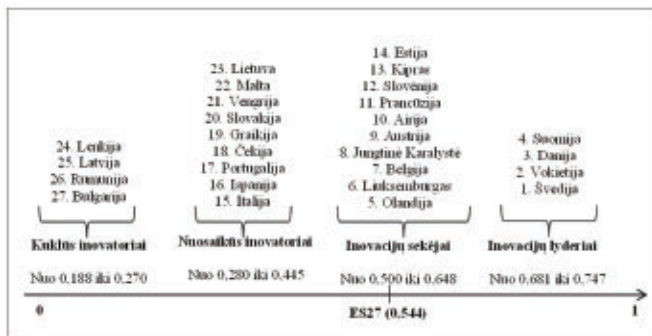 24. Lenkija
25. Latvija
26. Rumunija
27. Bulgarija
Kuklūs inovatoriai
Nuo 0,188 iki 0,270
23. Lietuva
22. Malta
21. Vengrija
20. Slovakija
19. Graikija
18. Čekija
17. Portugalija
16. Ispanija
15. Italija
Nuosaikūs inovatoriai
Nuo 0,280 iki 0,445
14. Estija
13. Kipras
12. Slovėnija
11. Prancūzija
10. Airija
9. Austrija
8. Jungtinė Karalystė
7. Belgija
6. Liuksemburgas
5. Olandija
Inovacijų sekėjai
Nuo 0,500 iki 0,648
4. Suomija
3. Danija
2. Vokietija
1. Švedija
Inovacijų lyderiai
Nuo 0,681 iki 0,747
0
ES27 (0,544)
1